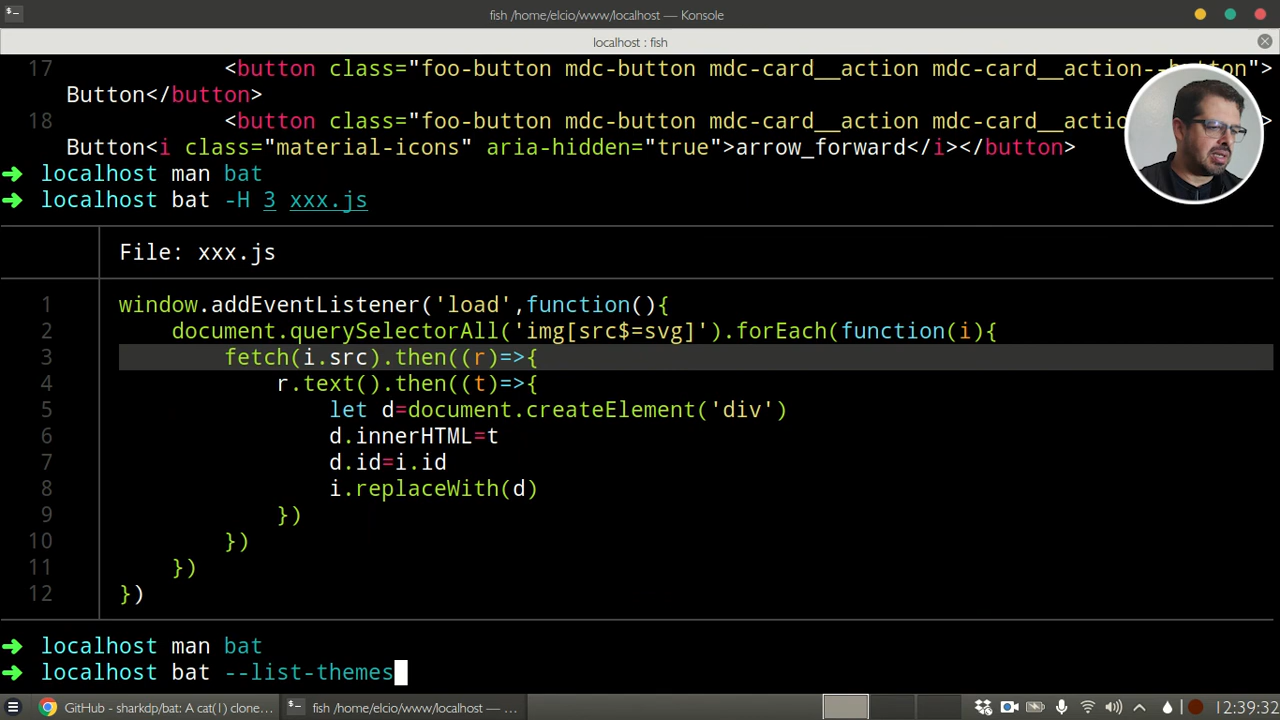 fish /home/elcio/www/localhost — Konsole
localhost : fish
17 <button class="foo-button mdc-button mdc-card__action mdc-card__action--button">
Button</button>
18 <button class="foo-button mdc-button mdc-card__action
Button<i class="material-icons" aria-hidden="true">arrow_forward</i></button>
➜ localhost man bat
➜ localhost bat -H 3 xxx.js
File: xxx.js
1 window.addEventListener('load',function(){
2 document.querySelectorAll('img[src$=svg]').forEach(function(i){
3 fetch(i.src).then((r)=>{
4 r.text().then((t)=>{
5 let d=document.createElement('div')
6 d.innerHTML=t
7 d.id=i.id
8 i.replaceWith(d)
9 })
10 })
11 })
12 })
➜ localhost man bat
➜ localhost bat --list-themes
GitHub - sharkdp/bat: A cat(1) clone...
fish /home/elcio/www/localhost — ...
12:39:32